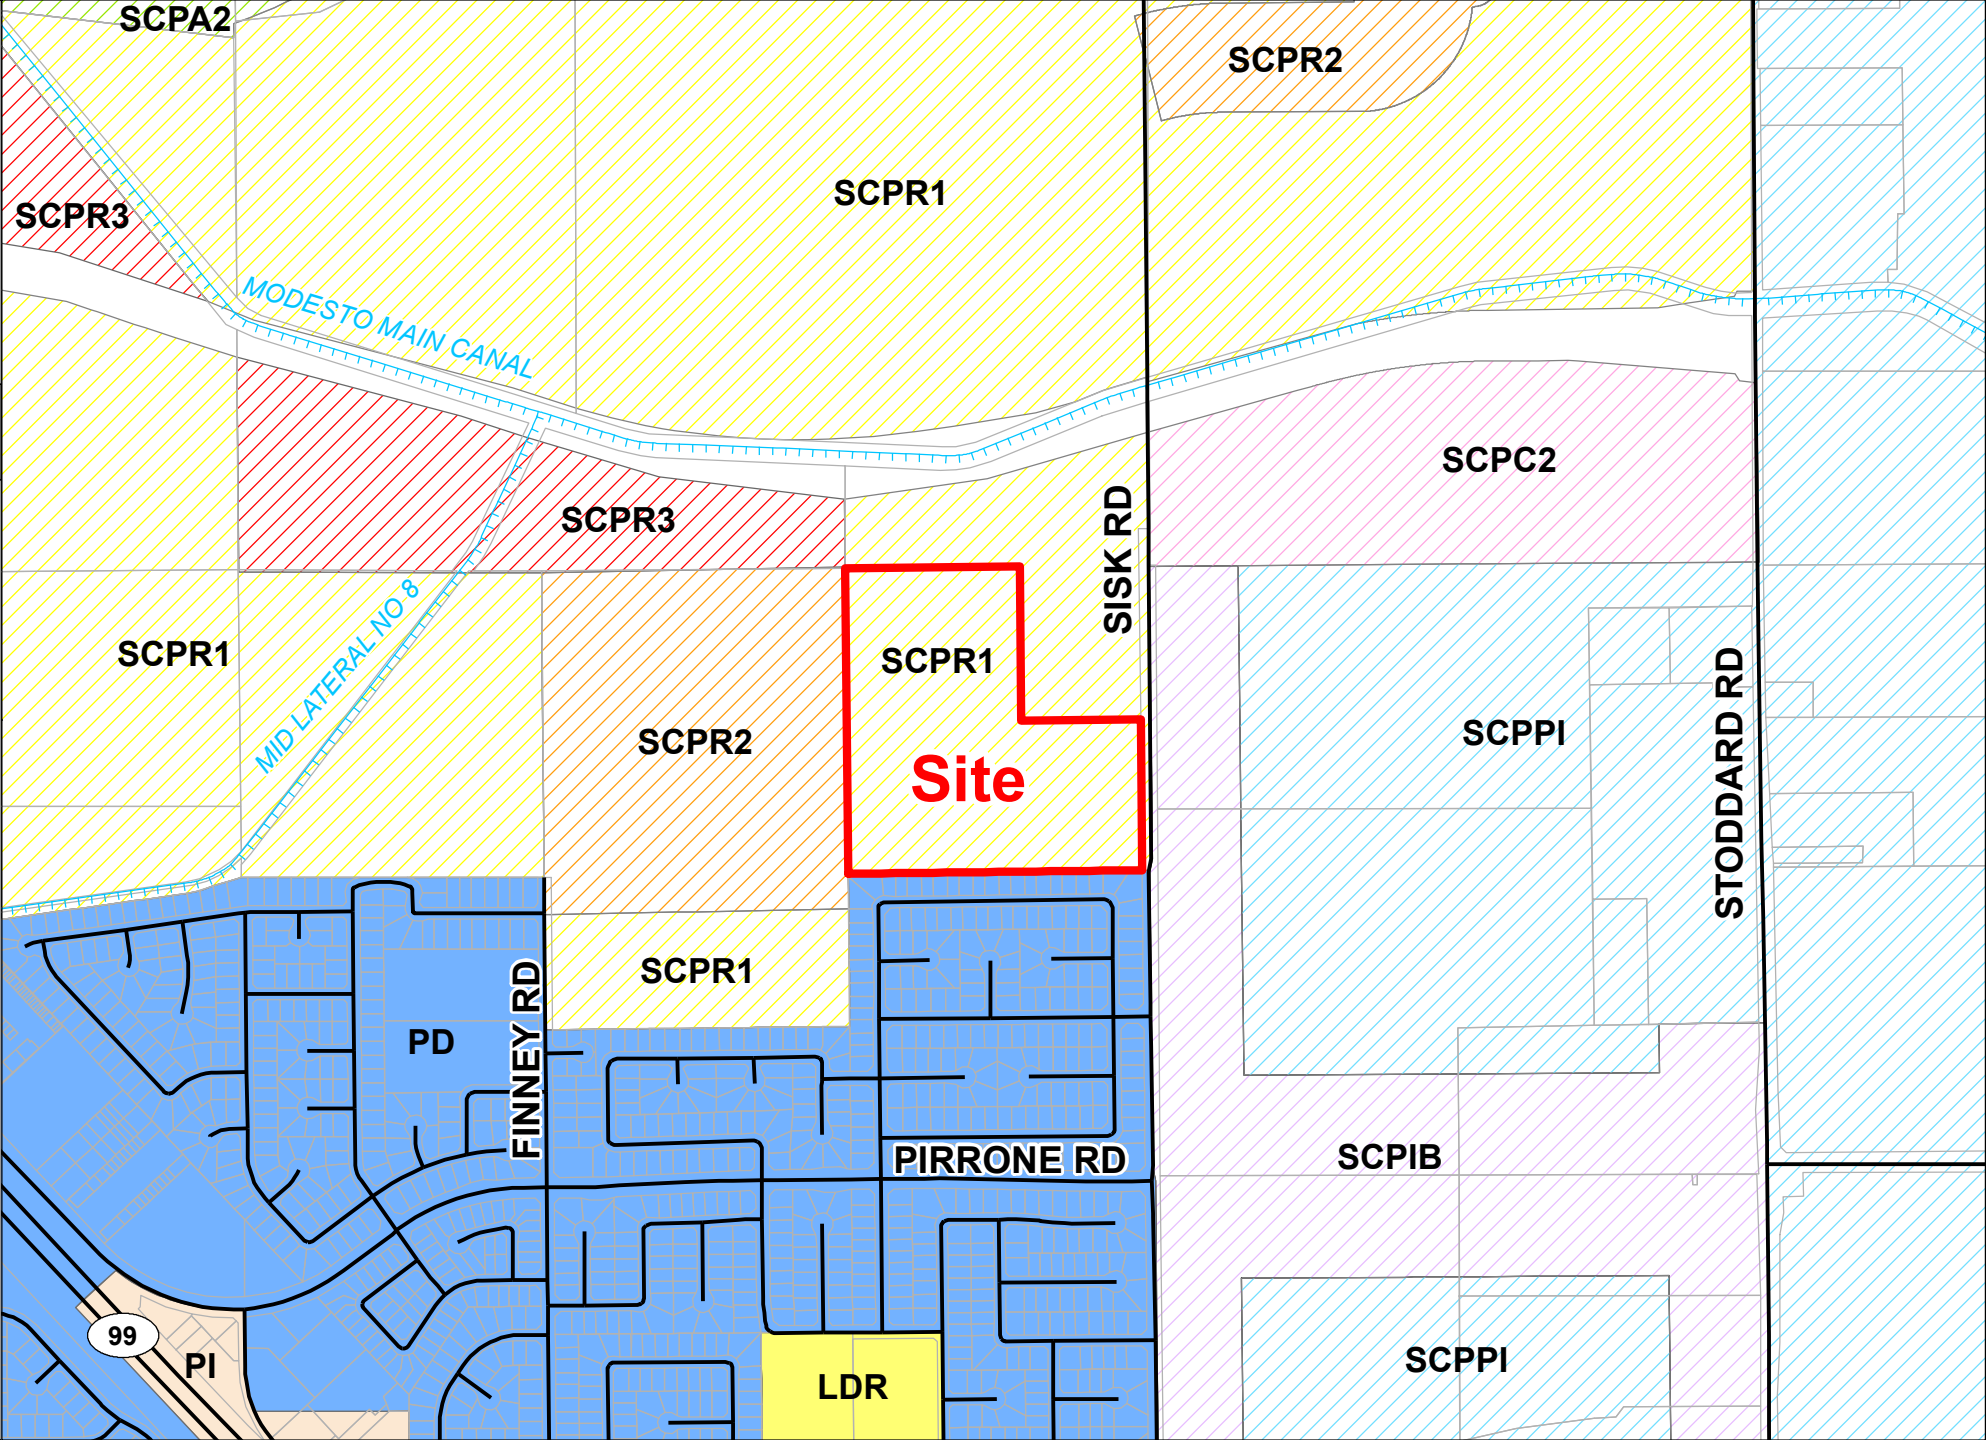 SCPA2
SCPR2
SCPR1
SCPR3
MODESTO MAIN CANAL
SCPC2
SCPR3
SISK RD
MID LATERAL NO 8
SCPR1
SCPR1
SCPR2
Site
SCPPI
STODDARD RD
SCPR1
FINNEY RD
PD
PIRRONE RD
SCPIB
99
PI
LDR
SCPPI